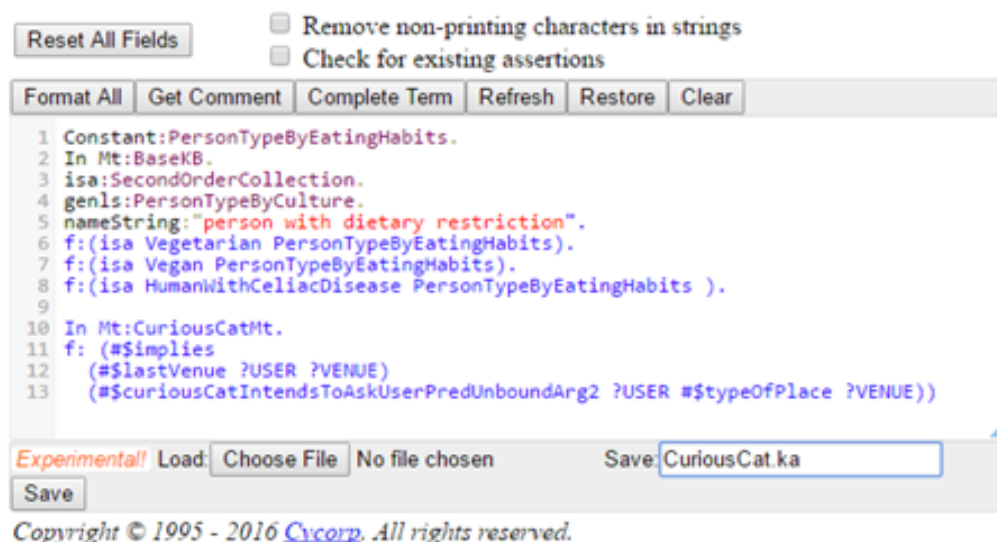 Reset All Fields
Remove non-printing characters in strings
Check for existing assertions
Format All Get Comment Complete Term Refresh Restore Clear
1 Constant:PersonTypeByEatingHabits.
2 In Mt:BaseKB.
3 isa:SecondOrderCollection.
4 genls:PersonTypeByCulture.
5 nameString:"person with dietary restriction".
6 f:(isa Vegetarian PersonTypeByEatingHabits).
7 f:(isa Vegan PersonTypeByEatingHabits).
8 f:(isa HumanWithCeliacDisease PersonTypeByEatingHabits ).
9
10 In Mt:CuriousCatMt.
11 f: (#$implies
12 (#$lastVenue ?USER ?VENUE)
13 (#$curiousCatIntendsToAskUserPredUnboundArg2 ?USER #$typeOfPlace ?VENUE))
Experimental! Load: Choose File No file chosen Save: CuriousCat.ka
Save
Copyright © 1995 - 2016 Cycorp. All rights reserved.